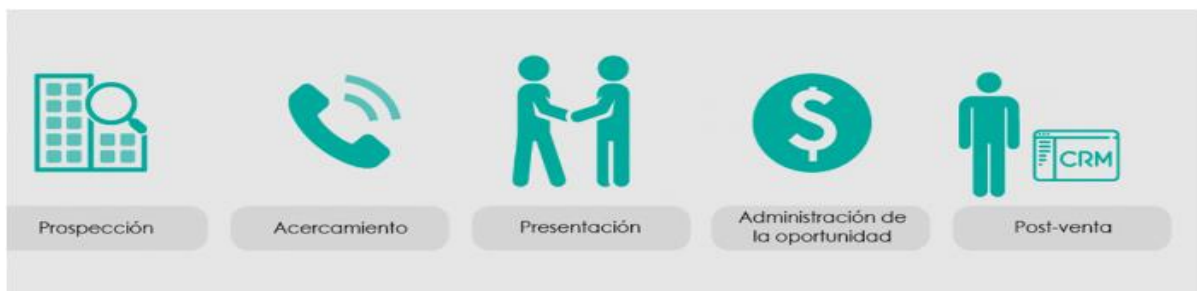 $
CRM
Prospección
Acercamiento
Presentación
Administración de
la oportunidad
Post-venta